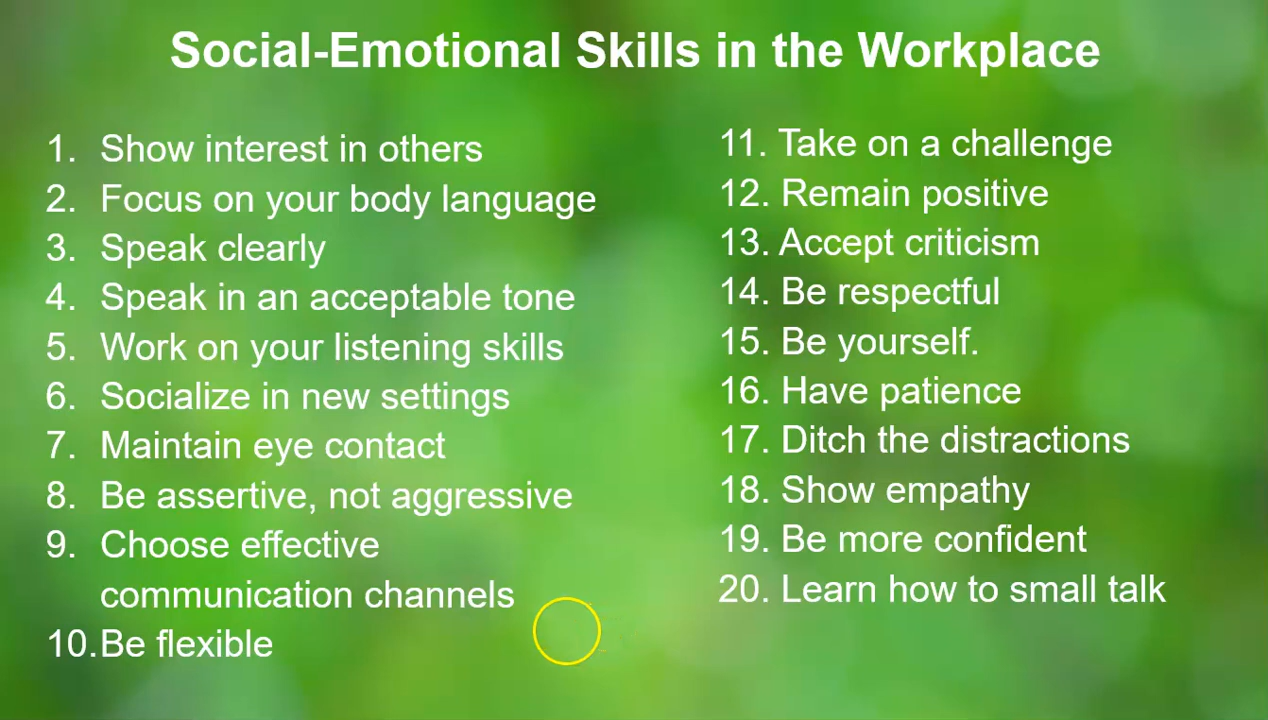 Social-Emotional Skills in the Workplace
1. Show interest in others
2. Focus on your body language
3. Speak clearly
4. Speak in an acceptable tone
5. Work on your listening skills
6. Socialize in new settings
7. Maintain eye contact
8. Be assertive, not aggressive
9. Choose effective
communication channels
10.Be flexible
11. Take on a challenge
12. Remain positive
13. Accept criticism
14. Be respectful
15. Be yourself.
16. Have patience
17. Ditch the distractions
18. Show empathy
19. Be more confident
20. Learn how to small talk